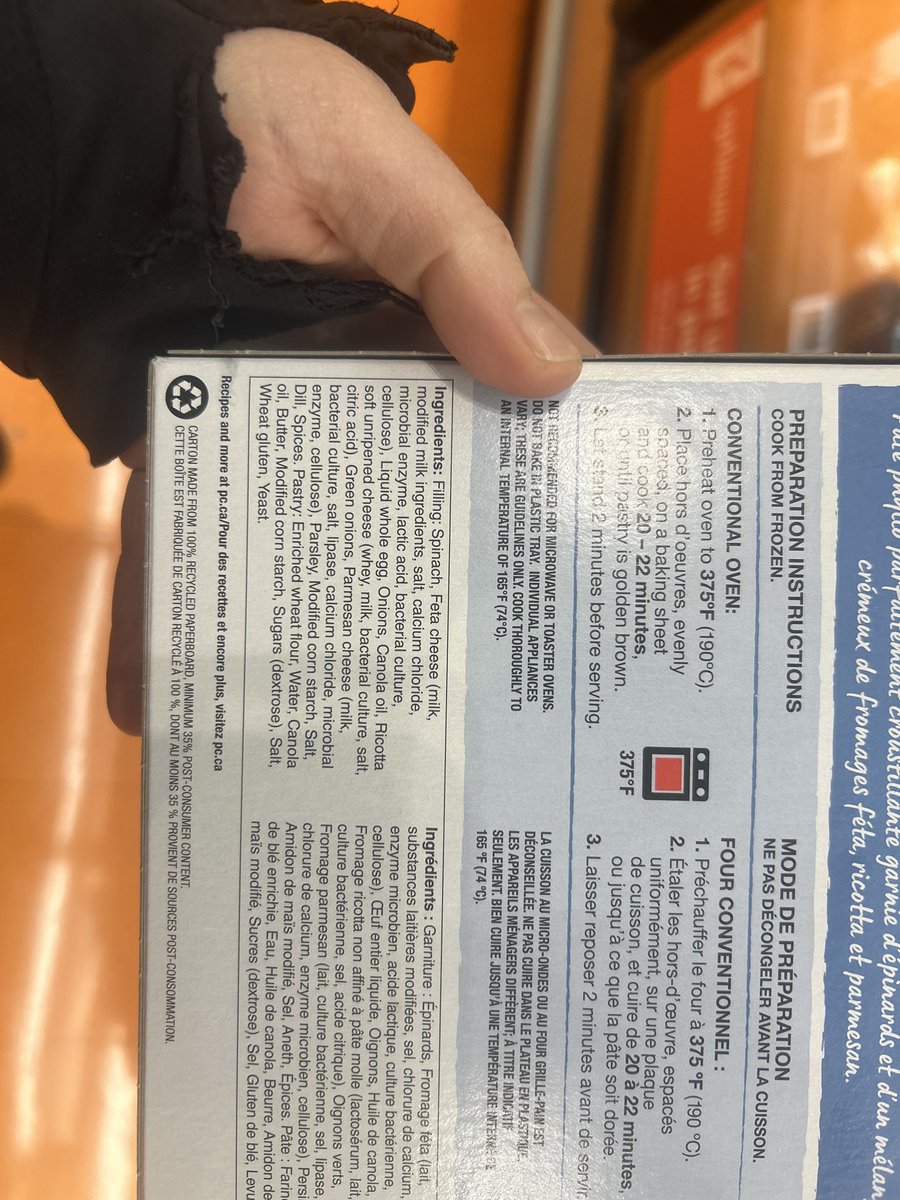 Pâte phyllo parfaitement croustillante garnie d'épinards et d'un mélan
crémeux de fromages féta, ricotta et parmesan.
PREPARATION INSTRUCTIONS
COOK FROM FROZEN.
CONVENTIONAL OVEN:
1. Preheat oven to 375°F (190°C).
2. Place hors d'oeuvres, evenly
spaced, on a baking sheet
and cook 20 – 22 minutes,
or until pastry is golden brown.
3. Let stand 2 minutes before serving.
375°F
NOT RECOMMENDED FOR MICROWAVE OR TOASTER OVENS.
DO NOT BAKE IN PLASTIC TRAY. INDIVIDUAL APPLIANCES
VARY; THESE ARE GUIDELINES ONLY. COOK THOROUGHLY TO
AN INTERNAL TEMPERATURE OF 165°F (74°C).
MODE DE PRÉPARATION
NE PAS DÉCONGELER AVANT LA CUISSON.
FOUR CONVENTIONNEL :
1. Préchauffer le four à 375 °F (190 °C).
2. Étaler les hors-d'œuvre, espacés
uniformément, sur une plaque
de cuisson, et cuire de 20 à 22 minutes,
ou jusqu'à ce que la pâte soit dorée.
3. Laisser reposer 2 minutes avant de servir.
LA CUISSON AU MICRO-ONDES OU AU FOUR GRILLE-PAIN EST
DÉCONSEILLÉE. NE PAS CUIRE DANS LE PLATEAU EN PLASTIQUE.
LES APPAREILS MÉNAGERS DIFFÈRENT; À TITRE INDICATIF
SEULEMENT. BIEN CUIRE JUSQU'À UNE TEMPÉRATURE INTERNE DE
165 °F (74 °C).
Ingredients: Filling: Spinach, Feta cheese (milk,
modified milk ingredients, salt, calcium chloride,
microbial enzyme, lactic acid, bacterial culture,
cellulose), Liquid whole egg, Onions, Canola oil, Ricotta
soft unripened cheese (whey, milk, bacterial culture, salt,
citric acid), Green onions, Parmesan cheese (milk,
bacterial culture, salt, lipase, calcium chloride, microbial
enzyme, cellulose), Parsley, Modified corn starch, Salt,
Dill, Spices. Pastry: Enriched wheat flour, Water, Canola
oil, Butter, Modified corn starch, Sugars (dextrose), Salt,
Wheat gluten, Yeast.
Ingrédients : Garniture : Épinards, Fromage féta (lait,
substances laitières modifiées, sel, chlorure de calcium,
enzyme microbien, acide lactique, culture bactérienne,
cellulose), Œuf entier liquide, Oignons, Huile de canola,
Fromage ricotta non affiné à pâte molle (lactosérum, lait,
culture bactérienne, sel, acide citrique), Oignons verts,
Fromage parmesan (lait, culture bactérienne, sel, lipase,
chlorure de calcium, enzyme microbien, cellulose), Persi
Amidon de maïs modifié, Sel, Aneth, Épices. Pâte : Farin
de blé enrichie, Eau, Huile de canola, Beurre, Amidon de
maïs modifié, Sucres (dextrose), Sel, Gluten de blé, Levu
Recipes and more at pc.ca/Pour des recettes et encore plus, visitez pc.ca
CARTON MADE FROM 100% RECYCLED PAPERBOARD, MINIMUM 35% POST-CONSUMER CONTENT.
CETTE BOÎTE EST FABRIQUÉE DE CARTON RECYCLÉ À 100 %, DONT AU MOINS 35 % PROVIENT DE SOURCES POST-CONSOMMATION.